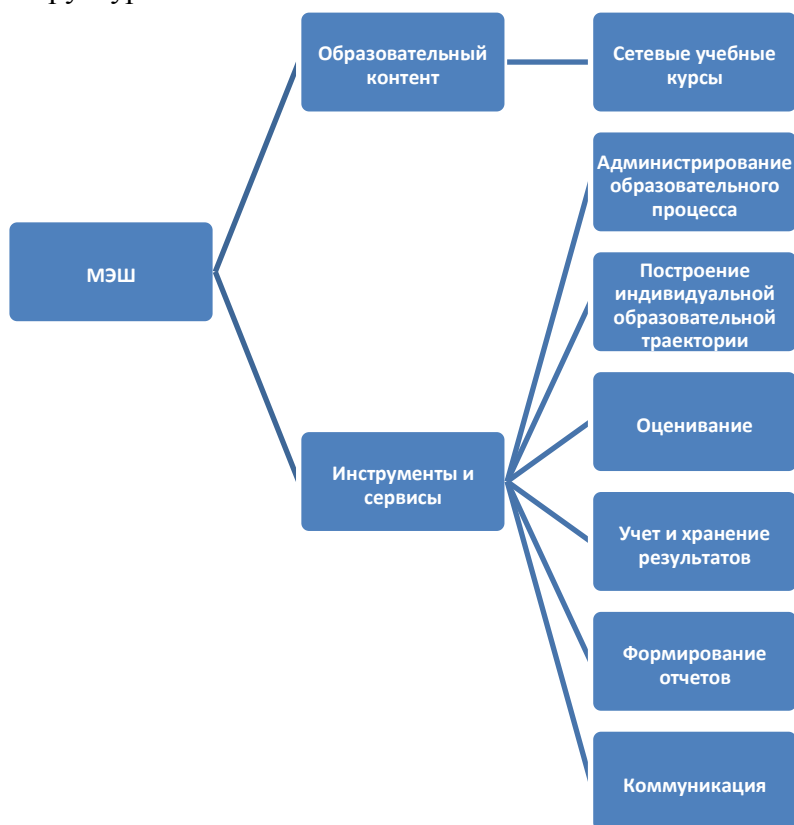 Образовательный
контент
Сетевые учебные
курсы
Администрирование
образовательного
процесса
МЭШ
Построение
индивидуальной
образовательной
траектории
Оценивание
Инструменты и
сервисы
Учет и хранение
результатов
Формирование
отчетов
Коммуникация